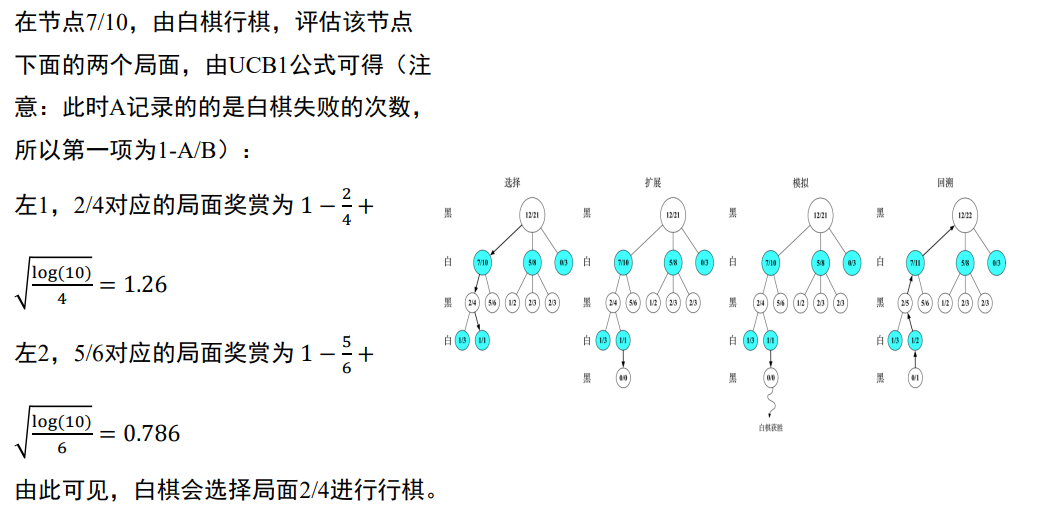 在节点7/10，由白棋行棋，评估该节点
下面的两个局面，由UCB1公式可得（注
意：此时A记录的的是白棋失败的次数，
所以第一项为1-A/B）：
左1，2/4对应的局面奖赏为 1 − 2/4 +
√(log(10)/4) = 1.26
左2，5/6对应的局面奖赏为 1 − 5/6 +
√(log(10)/6) = 0.786
由此可见，白棋会选择局面2/4进行行棋。
选择
黑 12/21
白 7/10 5/8 0/3
黑 2/4 5/6 1/2 2/3 2/3
白 1/3 1/1
扩展
黑 12/21
白 7/10 5/8 0/3
黑 2/4 5/6 1/2 2/3 2/3
白 1/3 1/1
黑 0/0
模拟
黑 12/21
白 7/10 5/8 0/3
黑 2/4 5/6 1/2 2/3 2/3
白 1/3 1/1
黑 0/0
白棋获胜
回溯
黑 12/22
白 7/11 5/8 0/3
黑 2/5 5/6 1/2 2/3 2/3
白 1/3 1/2
黑 0/1